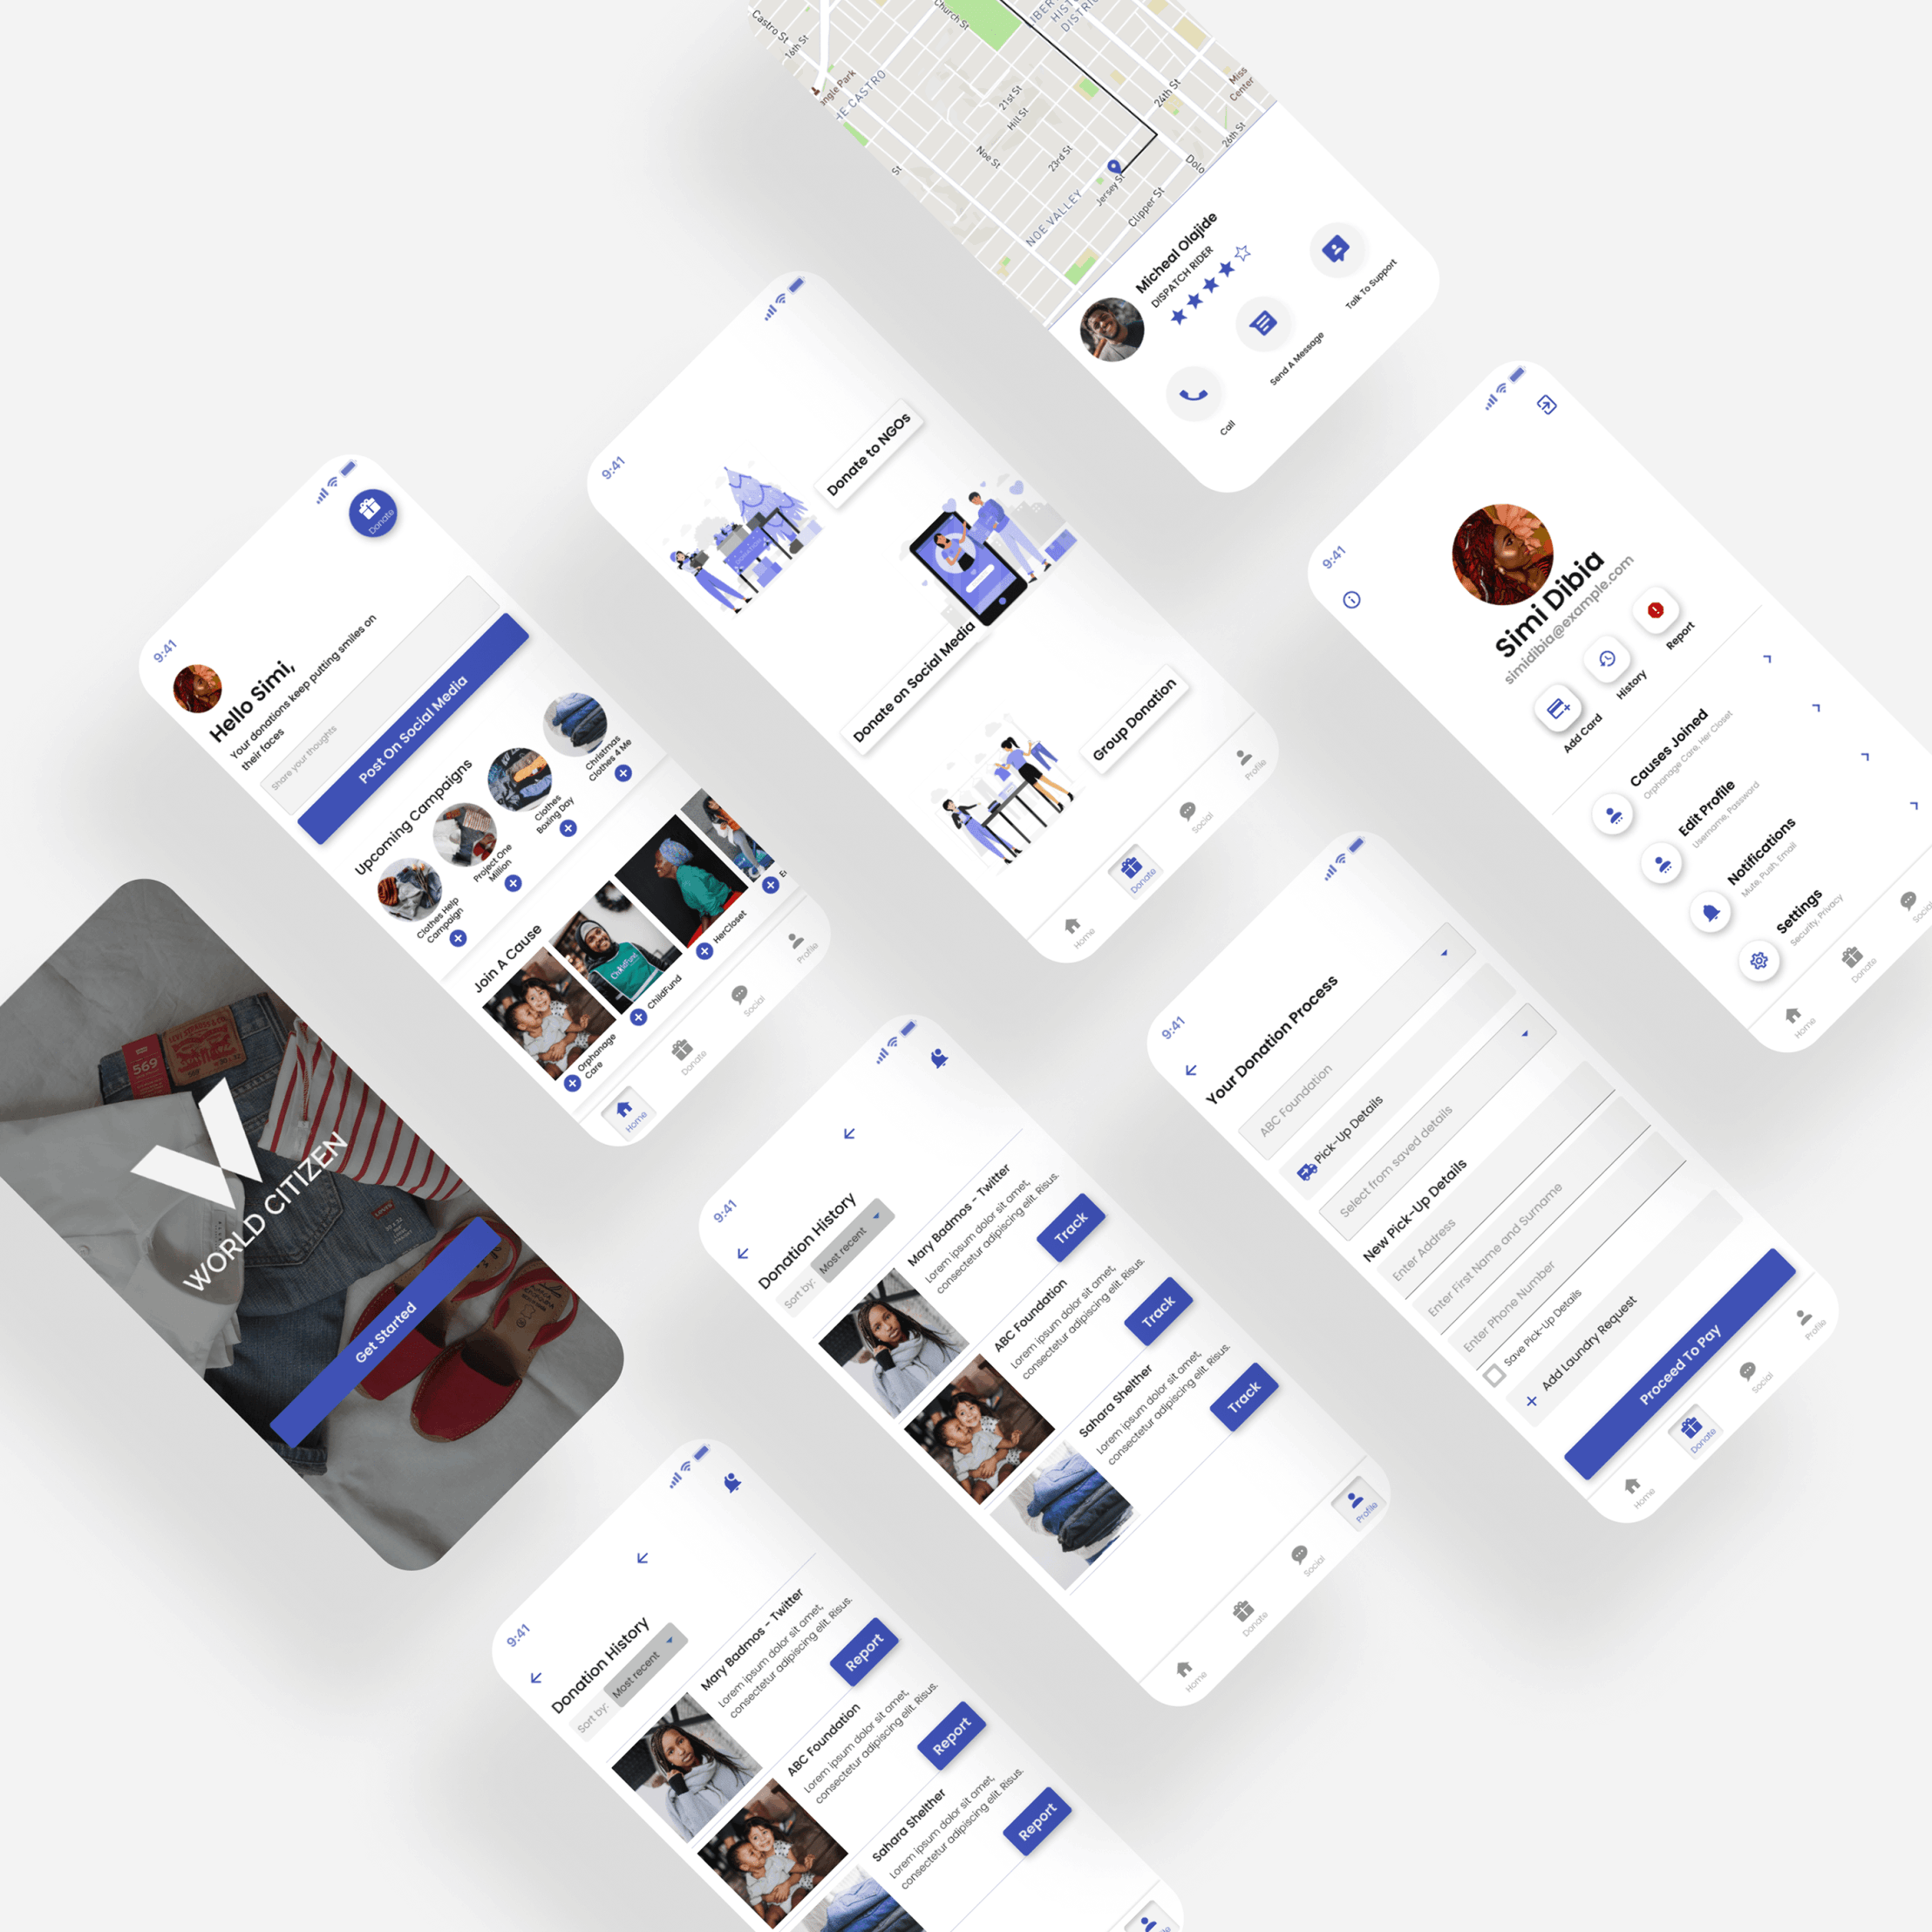 569
WORLD CITIZEN
Get Started
9:41
Donate
Hello Simi,
Your donations keep putting smiles on
their faces
Share your thoughts
Post On Social Media
Upcoming Campaigns
Clothes Help
Campaign
Project One
Million
Clothes
Boxing Day
Christmas
Clothes 4 Me
Join A Cause
Orphanage
Care
ChildFund
ChildFund
HerCloset
Home
Donate
Social
Profile
9:41
Donate to NGOs
Donate on Social Media
Group Donation
Home
Donate
Social
Profile
Church St
Castro St
16th St
HIST
DISTRI
ngle Park
HE CASTRO
21st St
Hill St
24th St
Miss
Center
Noe St
23rd St
26th St
St
Dolo
Jersey St
Clipper St
NOE VALLEY
Micheal Olajide
DISPATCH RIDER
Call
Send A Message
Talk To Support
9:41
Simi Dibia
simidibia@example.com
Add Card
History
Report
Causes Joined
Orphanage Care, Her Closet
Edit Profile
Username, Password
Notifications
Mute, Push, Email
Settings
Security, Privacy
Home
Donate
Social
9:41
Your Donation Process
ABC Foundation
Pick-Up Details
Select from saved details
New Pick-Up Details
Enter Address
Enter First Name and Surname
Enter Phone Number
Save Pick-Up Details
Add Laundry Request
Proceed To Pay
Home
Donate
Social
Profile
9:41
Donation History
Sort by:
Most recent
Mary Badmos - Twitter
Lorem ipsum dolor sit amet,
consectetur adipiscing elit. Risus.
Track
ABC Foundation
Lorem ipsum dolor sit amet,
consectetur adipiscing elit. Risus.
Track
Sahara Shelther
Lorem ipsum dolor sit amet,
consectetur adipiscing elit. Risus.
Track
Home
Donate
Social
Profile
9:41
Donation History
Sort by:
Most recent
Mary Badmos - Twitter
Lorem ipsum dolor sit amet,
consectetur adipiscing elit. Risus.
Report
ABC Foundation
Lorem ipsum dolor sit amet,
consectetur adipiscing elit. Risus.
Report
Sahara Shelther
Lorem ipsum dolor sit amet,
consectetur adipiscing elit. Risus.
Report